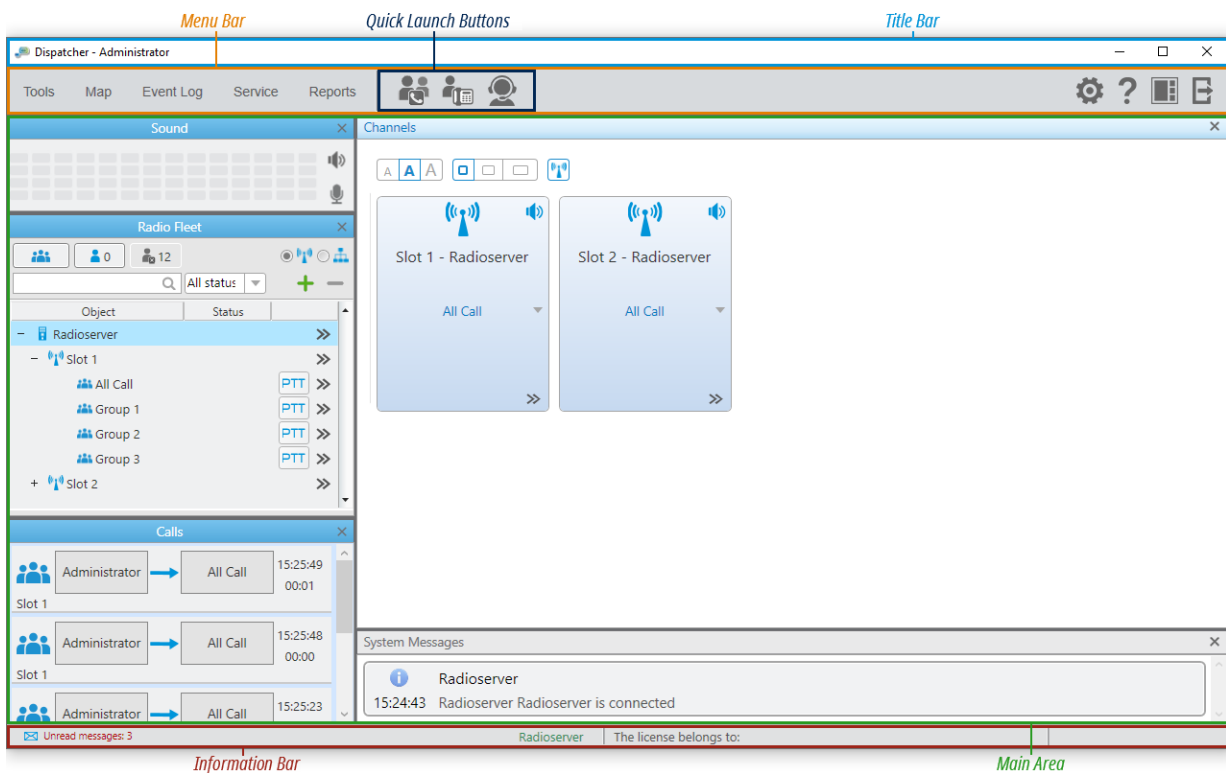 Menu Bar
Quick Launch Buttons
Title Bar
Dispatcher - Administrator
Tools Map Event Log Service Reports
Sound
Channels
A A A
Slot 1 - Radioserver
All Call
Slot 2 - Radioserver
All Call
Radio Fleet
0 12
All status
Object Status
Radioserver
Slot 1
All Call PTT
Group 1 PTT
Group 2 PTT
Group 3 PTT
Slot 2
Calls
Administrator All Call 15:25:49
00:01
Slot 1
Administrator All Call 15:25:48
00:00
Slot 1
Administrator All Call 15:25:23
System Messages
Radioserver
15:24:43 Radioserver Radioserver is connected
Unread messages: 3
Radioserver
The license belongs to:
Information Bar
Main Area